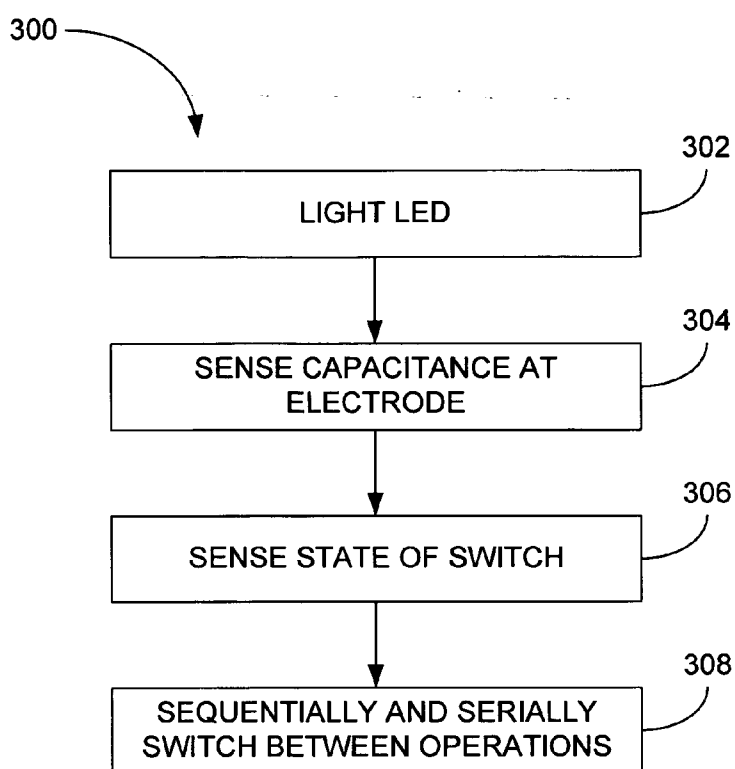 300
302
LIGHT LED
304
SENSE CAPACITANCE AT
ELECTRODE
306
SENSE STATE OF SWITCH
308
SEQUENTIALLY AND SERIALLY
SWITCH BETWEEN OPERATIONS